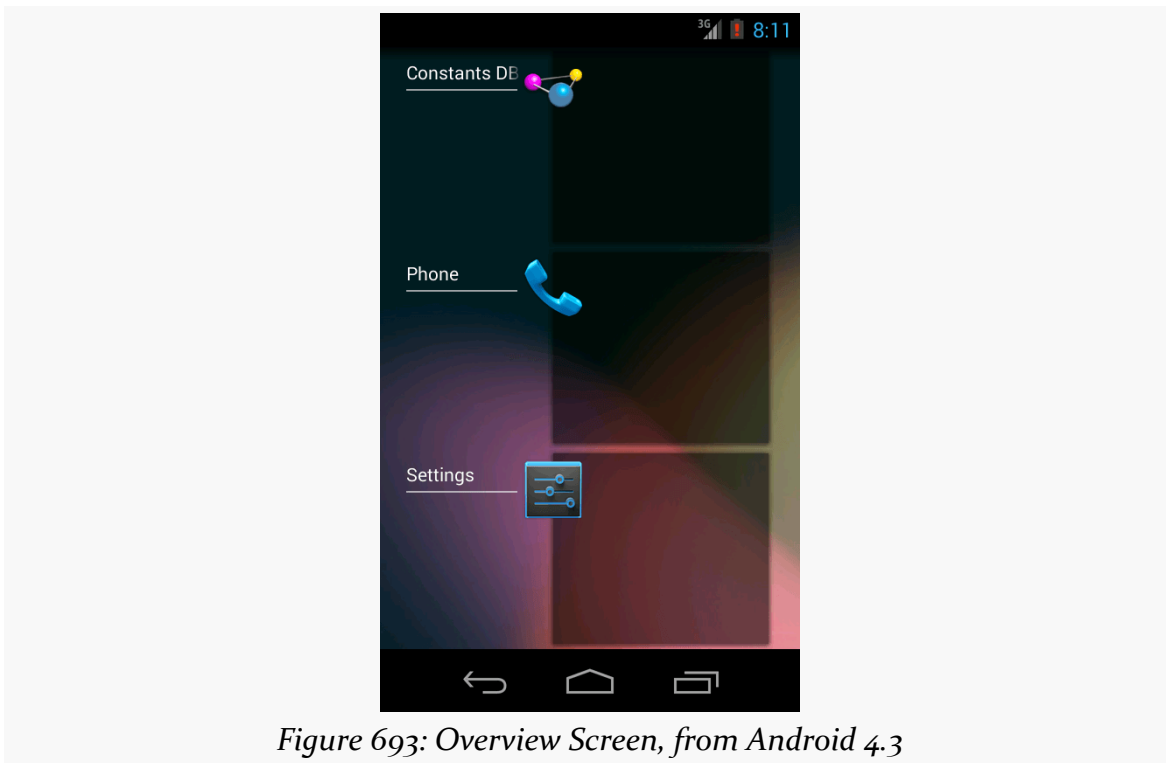 3G 8:11
Constants DB
Phone
Settings
Figure 693: Overview Screen, from Android 4.3